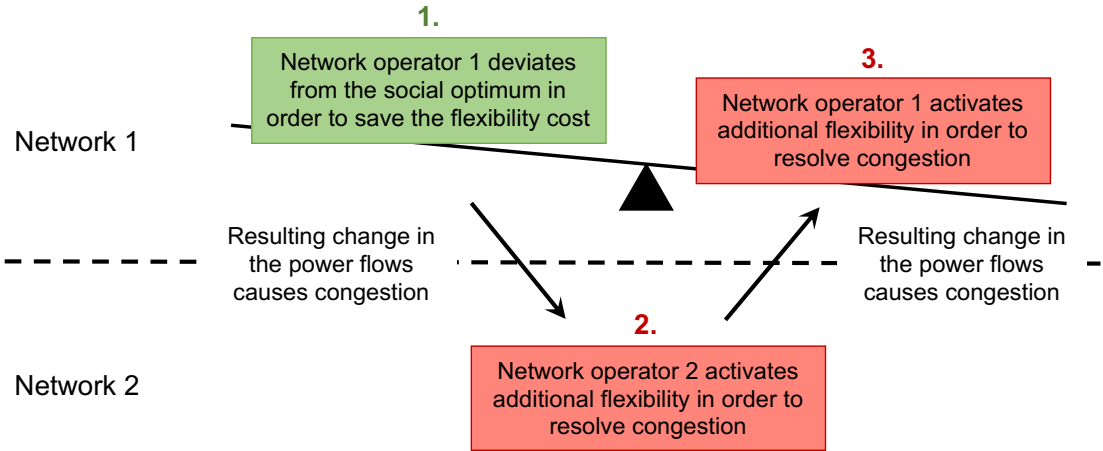 1.
Network operator 1 deviates
from the social optimum in
order to save the flexibility cost
3.
Network operator 1 activates
additional flexibility in order to
resolve congestion
Network 1
Resulting change in
the power flows
causes congestion
Resulting change in
the power flows
causes congestion
2.
Network operator 2 activates
additional flexibility in order to
resolve congestion
Network 2